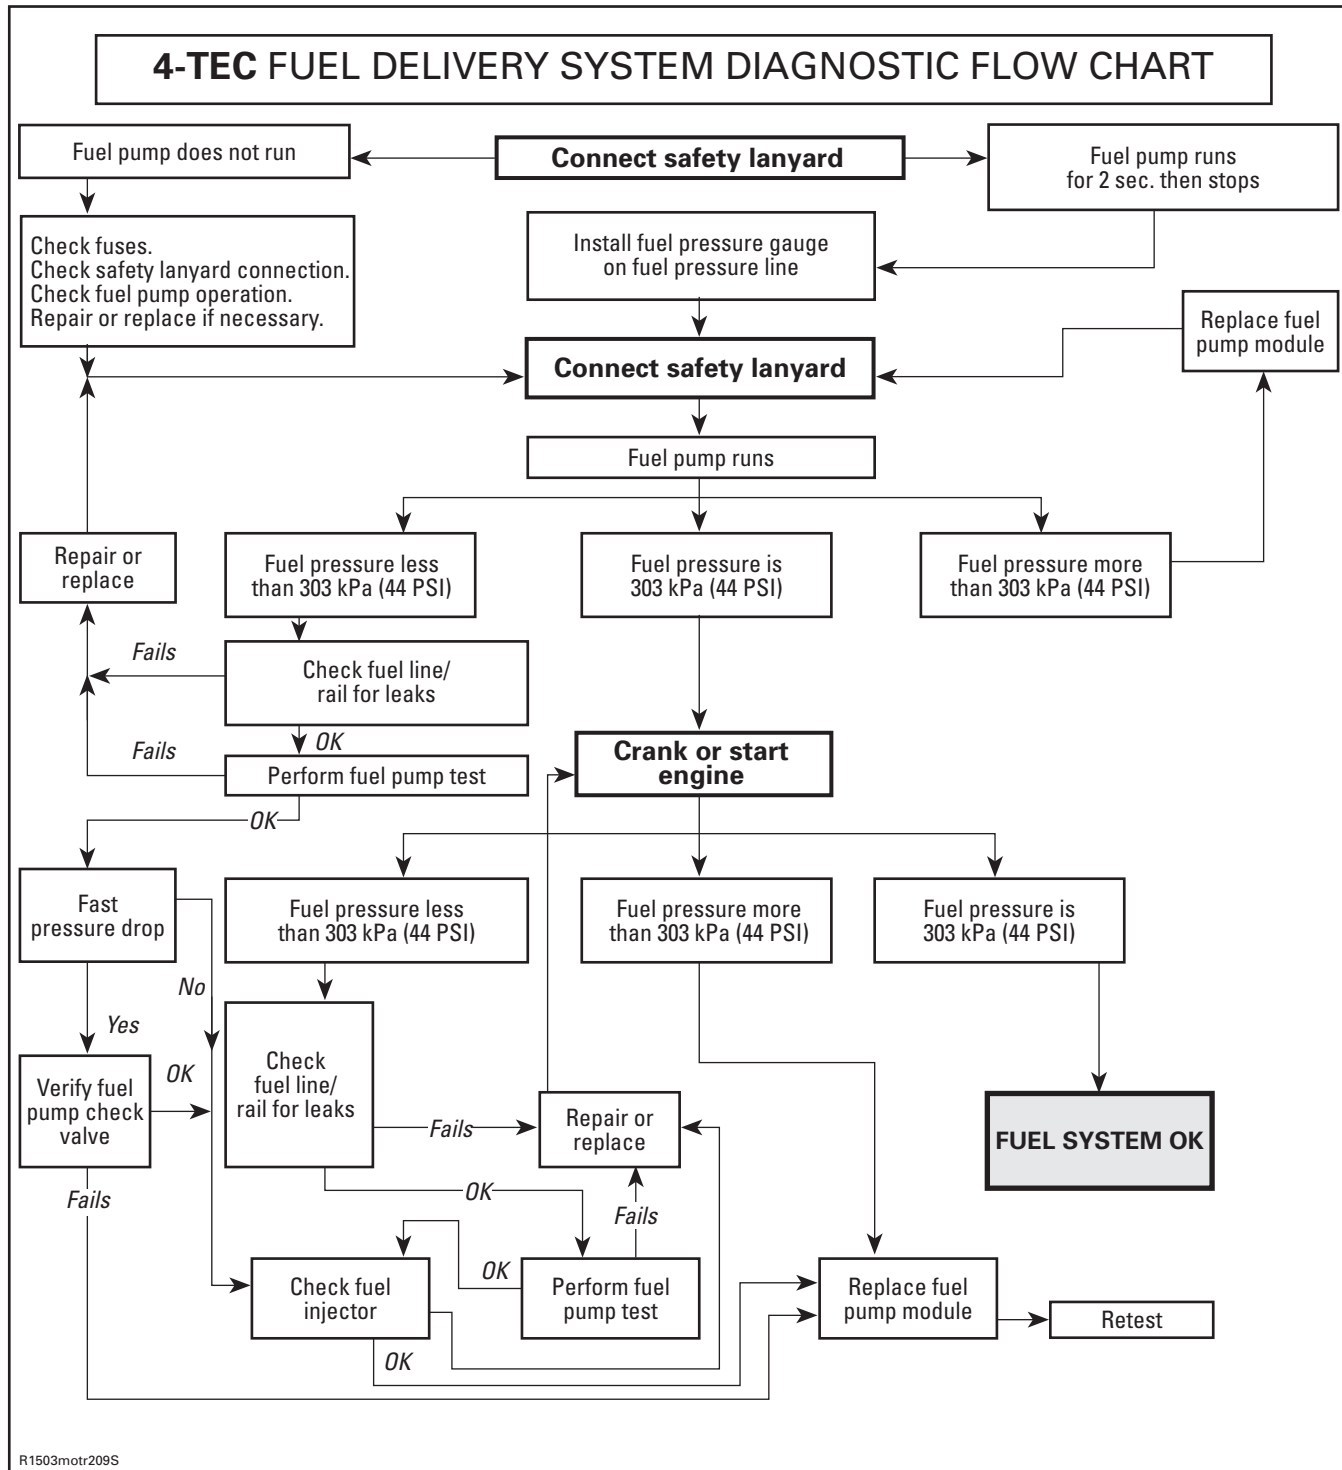 4-TEC FUEL DELIVERY SYSTEM DIAGNOSTIC FLOW CHART
Fuel pump does not run
Connect safety lanyard
Fuel pump runs
for 2 sec. then stops
Check fuses.
Check safety lanyard connection.
Check fuel pump operation.
Repair or replace if necessary.
Install fuel pressure gauge
on fuel pressure line
Replace fuel
pump module
Connect safety lanyard
Fuel pump runs
Repair or
replace
Fuel pressure less
than 303 kPa (44 PSI)
Fuel pressure is
303 kPa (44 PSI)
Fuel pressure more
than 303 kPa (44 PSI)
Fails
Check fuel line/
rail for leaks
OK
Fails
Perform fuel pump test
Crank or start
engine
OK
Fast
pressure drop
Fuel pressure less
than 303 kPa (44 PSI)
Fuel pressure more
than 303 kPa (44 PSI)
Fuel pressure is
303 kPa (44 PSI)
No
Yes
Verify fuel
pump check
valve
OK
Check
fuel line/
rail for leaks
Fails
Repair or
replace
FUEL SYSTEM OK
Fails
OK
Fails
Check fuel
injector
OK
Perform fuel
pump test
Replace fuel
pump module
Retest
OK
R1503motr209S